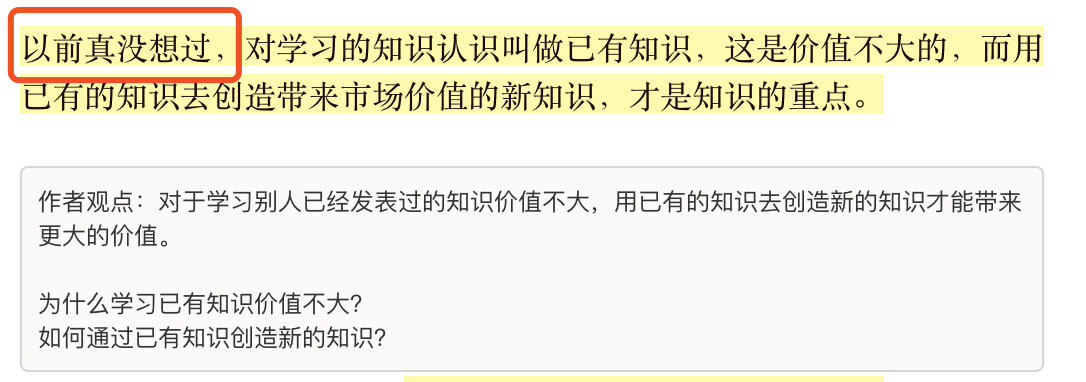 以前真没想过，对学习的知识认识叫做已有知识，这是价值不大的，而用
已有的知识去创造带来市场价值的新知识，才是知识的重点。
作者观点：对于学习别人已经发表过的知识价值不大，用已有的知识去创造新的知识才能带来
更大的价值。
为什么学习已有知识价值不大？
如何通过已有知识创造新的知识？